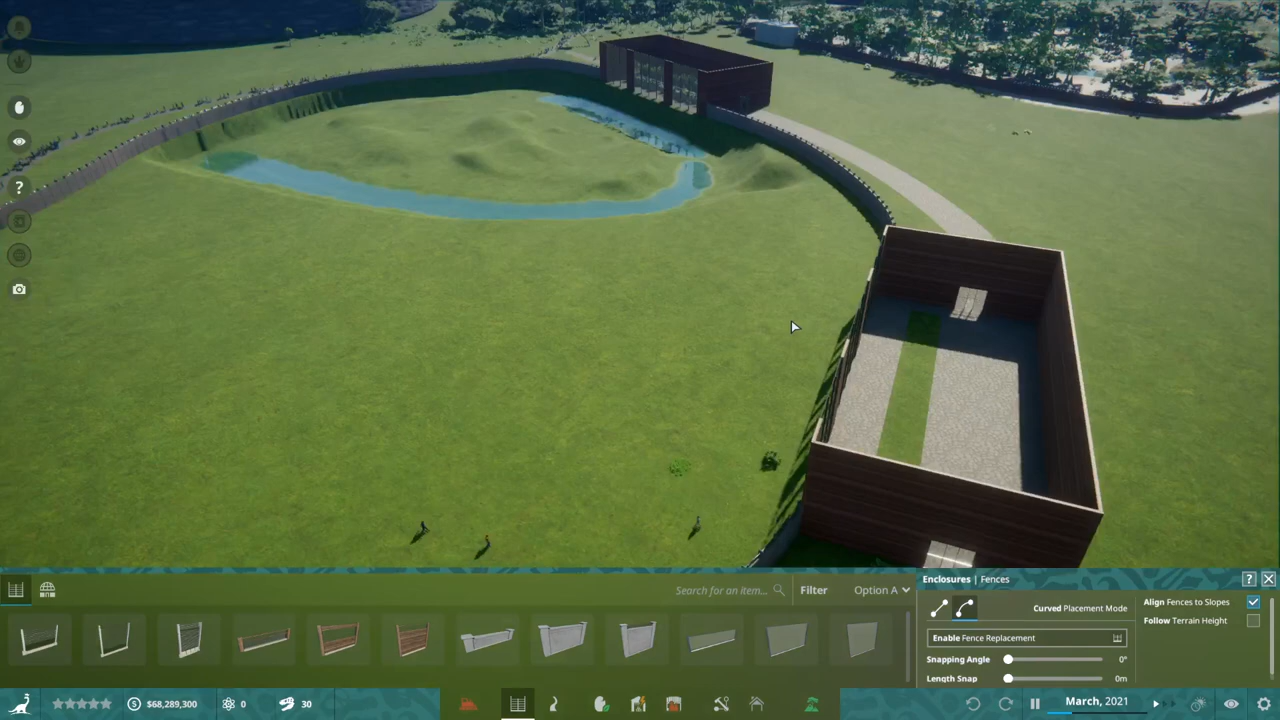 ?
Search for an item...
Filter
Option A
Enclosures | Fences
?
Curved Placement Mode
Align Fences to Slopes
Follow Terrain Height
Enable Fence Replacement
Snapping Angle
0°
Length Snap
0m
$68,289,300
0
30
March, 2021